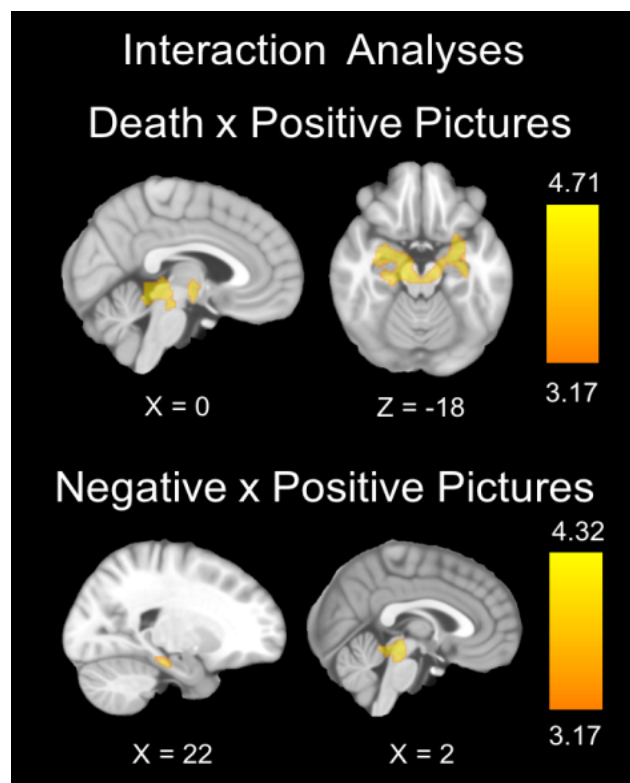 Interaction Analyses
Death x Positive Pictures
4.71
3.17
X = 0
Z = -18
Negative x Positive Pictures
4.32
3.17
X = 22
X = 2